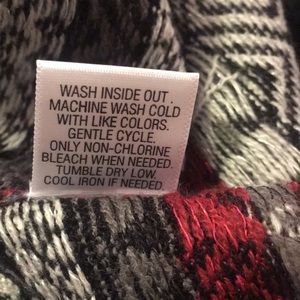 WASH INSIDE OUT.
MACHINE WASH COLD
WITH LIKE COLORS.
GENTLE CYCLE.
ONLY NON-CHLORINE
BLEACH WHEN NEEDED.
TUMBLE DRY LOW.
COOL IRON IF NEEDED.